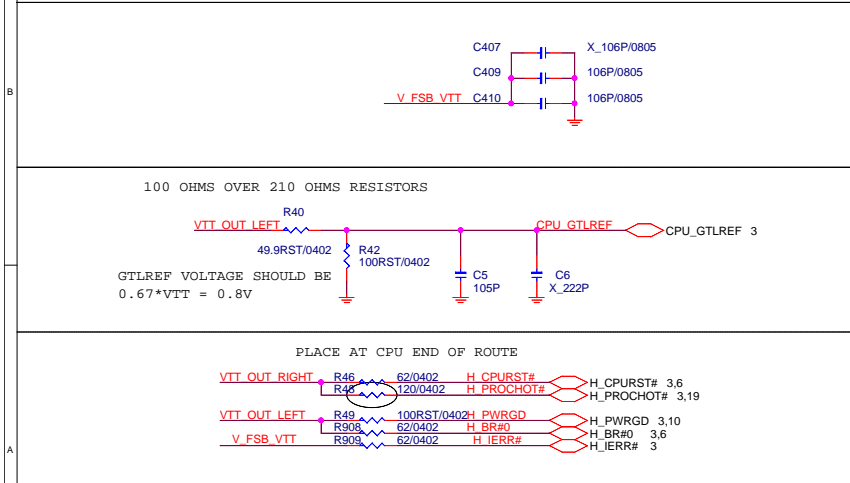 B
C407 X_106P/0805
C409 106P/0805
V_FSB_VTT C410 106P/0805
100 OHMS OVER 210 OHMS RESISTORS
R40
VTT_OUT_LEFT CPU_GTLREF CPU_GTLREF 3
49.9RST/0402 R42
100RST/0402
GTLREF VOLTAGE SHOULD BE C5 C6
0.67*VTT = 0.8V 105P X_222P
PLACE AT CPU END OF ROUTE
VTT_OUT_RIGHT R46 62/0402 H_CPURST# H_CPURST# 3,6
R48 120/0402 H_PROCHOT# H_PROCHOT# 3,19
VTT_OUT_LEFT R49 100RST/0402 H_PWRGD H_PWRGD 3,10
R908 62/0402 H_BR#0 H_BR#0 3,6
V_FSB_VTT R909 62/0402 H_IERR# H_IERR# 3
A